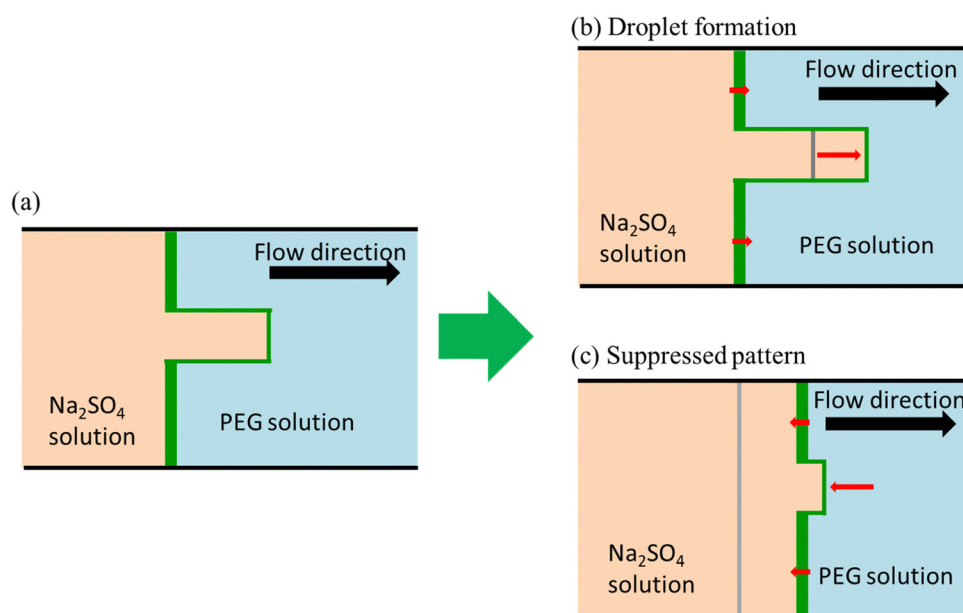 (a)
Flow direction
Na₂SO₄
solution
PEG solution
(b) Droplet formation
Flow direction
Na₂SO₄
solution
PEG solution
(c) Suppressed pattern
Flow direction
Na₂SO₄
solution
PEG solution